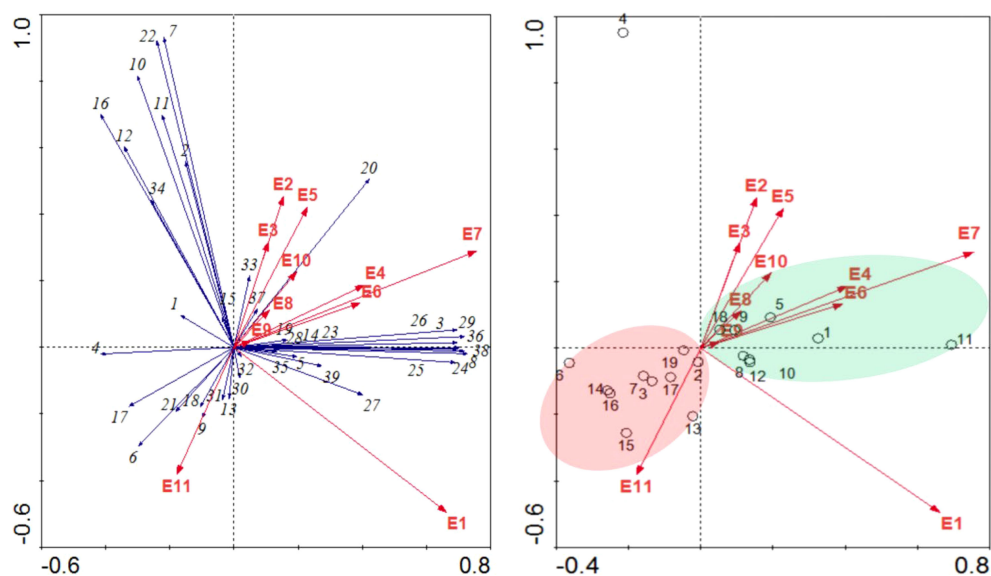 1.0
22 7
10
16 11
12
2
34
20
E2 E5
E3
E7
33 E10
E4
E6
15 37 E8
1
E9 19 28 14 23 26 3 29
36
4
38
32 35 5 25 24 8
39
30
17 21 18 31 13
27
9
6
E11
E1
-0.6
-0.6 0.8
1.0
4
E2 E5
E3
E7
E10
E4
E6
E8
5
18 9
E9
1
11
6
19
2
8 12 10
14 7
16 3 17
13
15
E11
E1
-0.6
-0.4 0.8